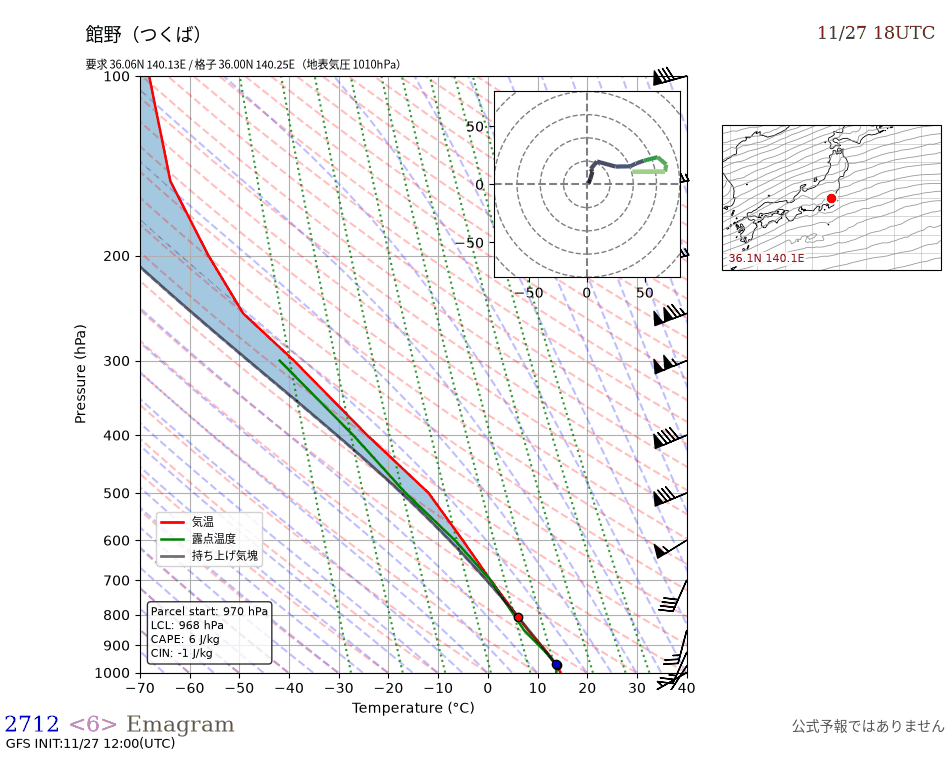 館野（つくば）
11/27 18UTC
要求 36.06N 140.13E / 格子 36.00N 140.25E（地表気圧 1010hPa）
100
200
300
400
500
600
700
800
900
1000
Pressure (hPa)
−70 −60 −50 −40 −30 −20 −10 0 10 20 30 40
Temperature (°C)
50
0
−50
−50 0 50
36.1N 140.1E
気温
露点温度
持ち上げ気塊
Parcel start: 970 hPa
LCL: 968 hPa
CAPE: 6 J/kg
CIN: -1 J/kg
2712 <6> Emagram
公式予報ではありません
GFS INIT:11/27 12:00(UTC)